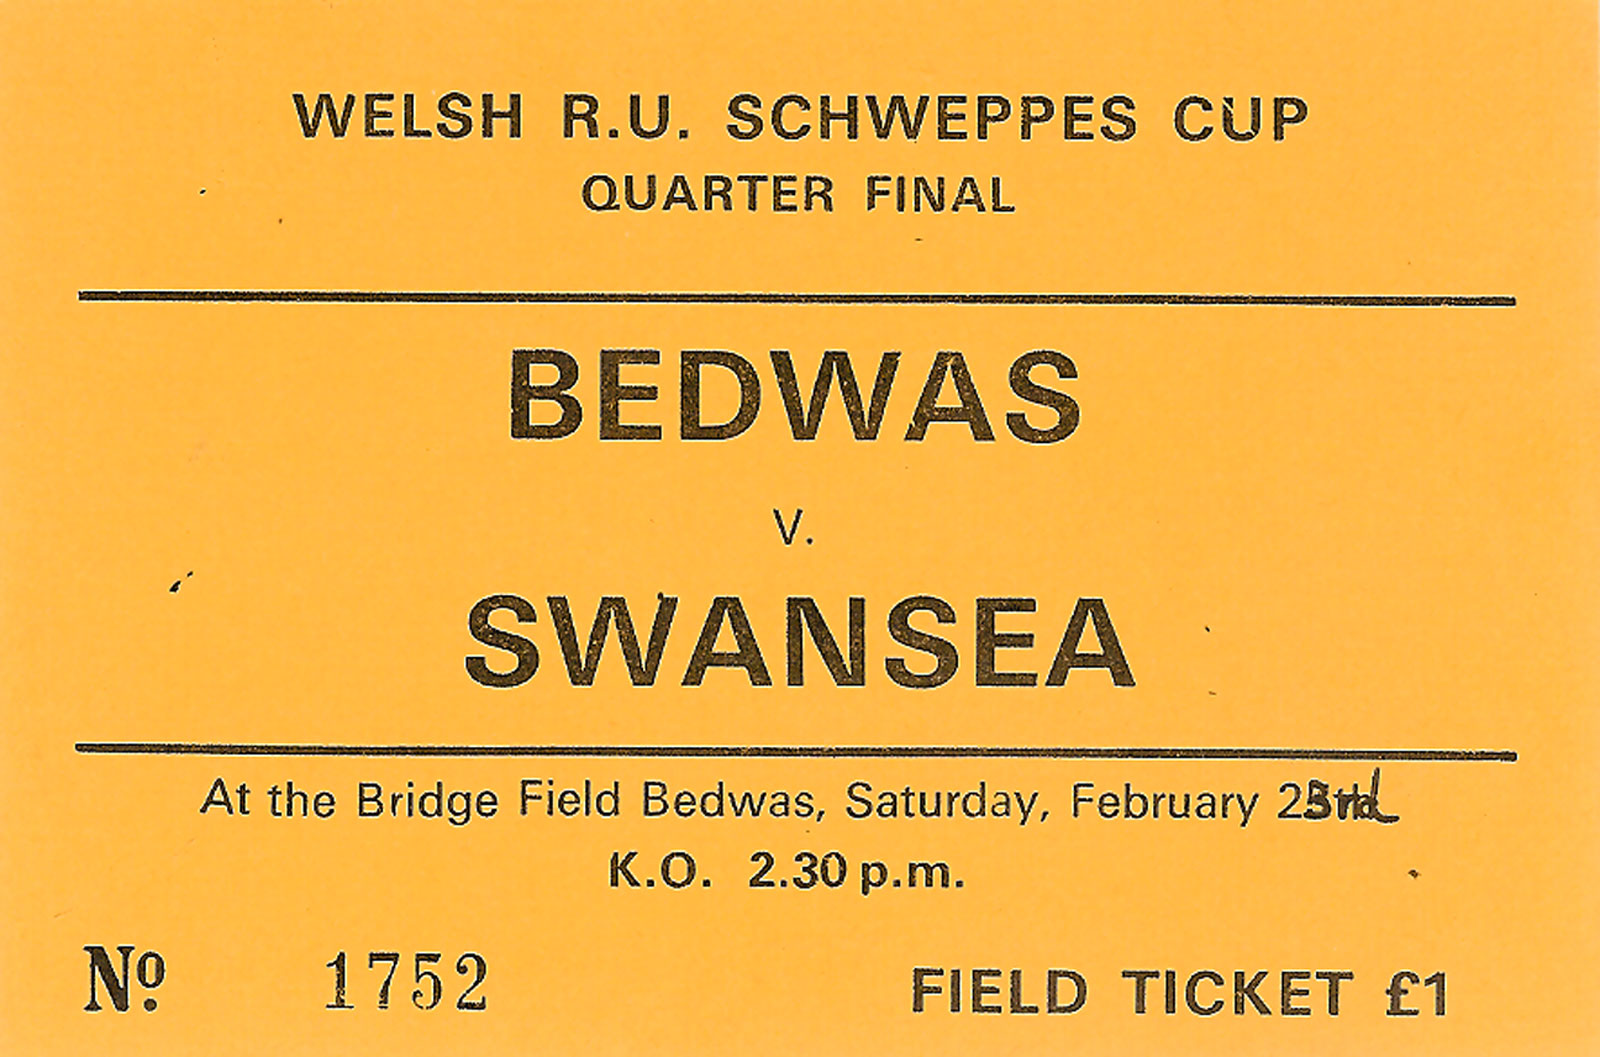 WELSH R.U. SCHWEPPES CUP
QUARTER FINAL
BEDWAS
V.
SWANSEA
At the Bridge Field Bedwas, Saturday, February 23rd
K.O. 2.30 p.m.
Nº 1752
FIELD TICKET £1